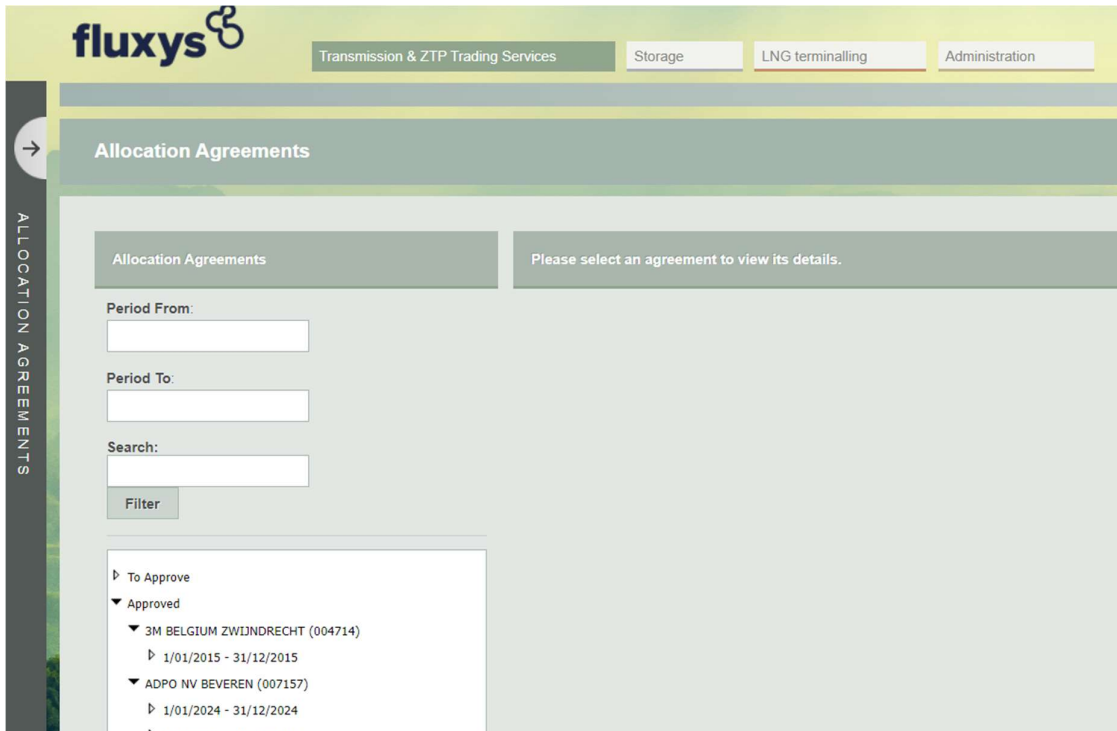 fluxys
Transmission & ZTP Trading Services
Storage
LNG terminalling
Administration
Allocation Agreements
ALLOCATION AGREEMENTS
Allocation Agreements
Please select an agreement to view its details.
Period From:
Period To:
Search:
Filter
To Approve
Approved
3M BELGIUM ZWIJNDRECHT (004714)
1/01/2015 - 31/12/2015
ADPO NV BEVEREN (007157)
1/01/2024 - 31/12/2024